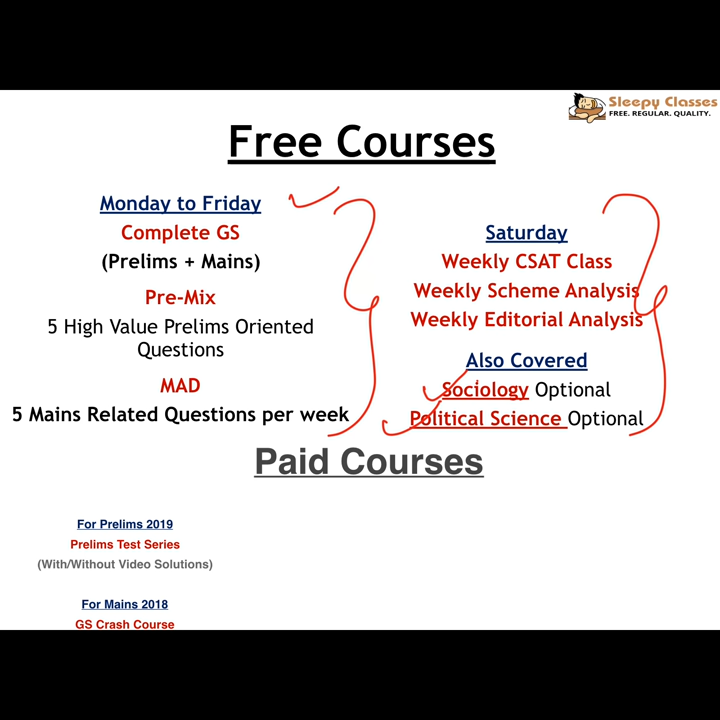 Sleepy Classes
FREE. REGULAR. QUALITY.
Free Courses
Monday to Friday
Complete GS
(Prelims + Mains)
Pre-Mix
5 High Value Prelims Oriented
Questions
MAD
5 Mains Related Questions per week
Saturday
Weekly CSAT Class
Weekly Scheme Analysis
Weekly Editorial Analysis
Also Covered
Sociology Optional
Political Science Optional
Paid Courses
For Prelims 2019
Prelims Test Series
(With/Without Video Solutions)
For Mains 2018
GS Crash Course